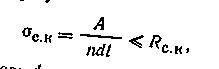 σс.к = A / ndt ⩽ Rс.к,